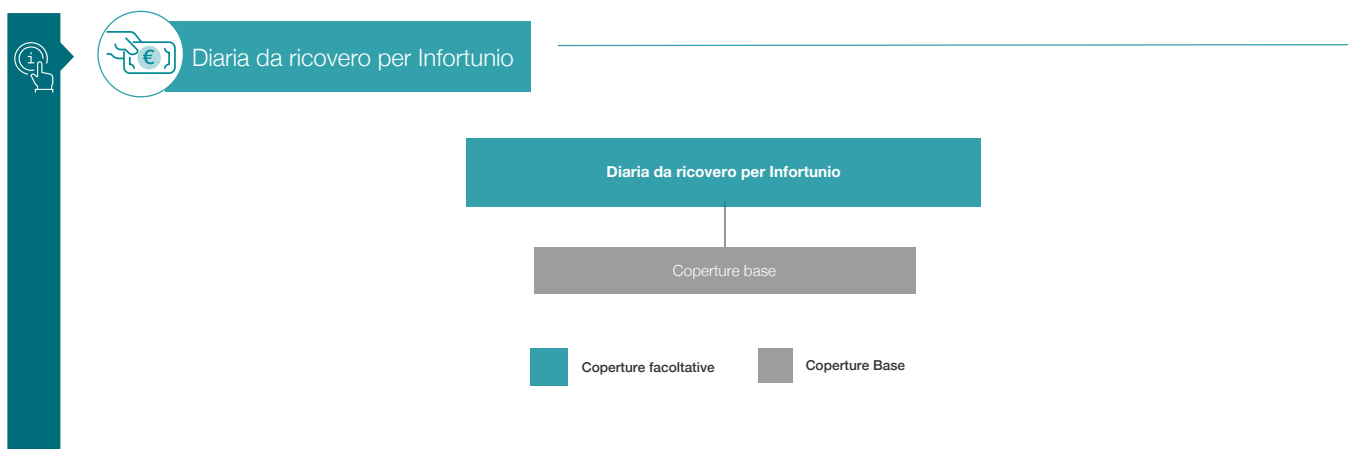 Diaria da ricovero per Infortunio
Diaria da ricovero per Infortunio
Coperture base
Coperture facoltative
Coperture Base